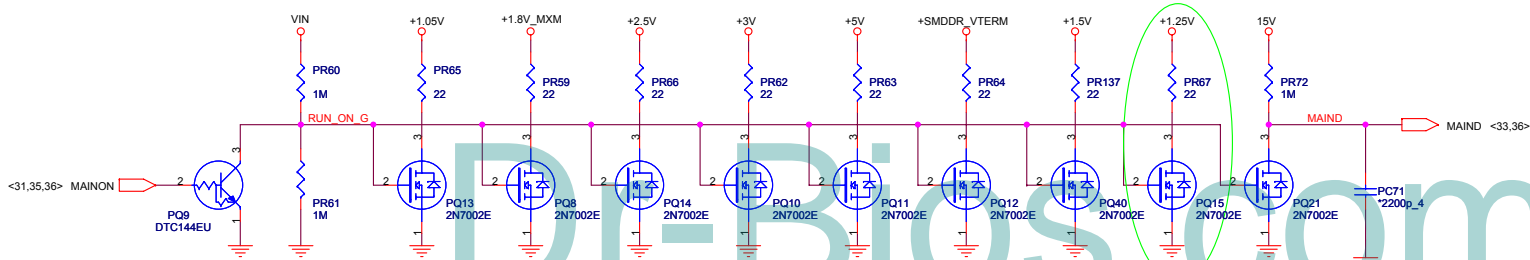 VIN +1.05V +1.8V_MXM +2.5V +3V +5V +SMDDR_VTERM +1.5V +1.25V 15V
PR60 PR65 PR59 PR66 PR62 PR63 PR64 PR137 PR67 PR72
1M 22 22 22 22 22 22 22 22 1M
RUN_ON_G MAIND MAIND <33,36>
3 3 3 3 3 3 3 3 3 3
<31,35,36> MAINON 2 2 2 2 2 2 2 2 2 2
PR61 PQ13 PQ8 PQ14 PQ10 PQ11 PQ12 PQ40 PQ15 PQ21 PC71
1M 2N7002E 2N7002E 2N7002E 2N7002E 2N7002E 2N7002E 2N7002E 2N7002E 2N7002E *2200p_4
PQ9
DTC144EU
1 1 1 1 1 1 1 1 1 1
Dr-Bios.com